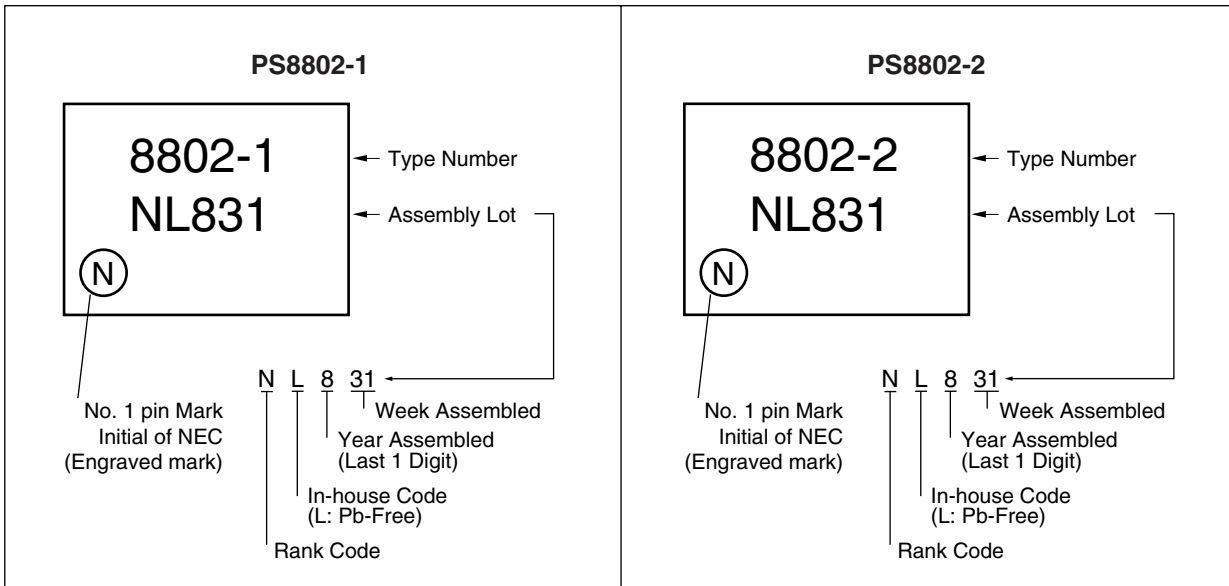 PS8802-1
8802-1
Type Number
NL831
Assembly Lot
N
N L 8 31
No. 1 pin Mark
Initial of NEC
(Engraved mark)
Week Assembled
Year Assembled
(Last 1 Digit)
In-house Code
(L: Pb-Free)
Rank Code
PS8802-2
8802-2
Type Number
NL831
Assembly Lot
N
N L 8 31
No. 1 pin Mark
Initial of NEC
(Engraved mark)
Week Assembled
Year Assembled
(Last 1 Digit)
In-house Code
(L: Pb-Free)
Rank Code